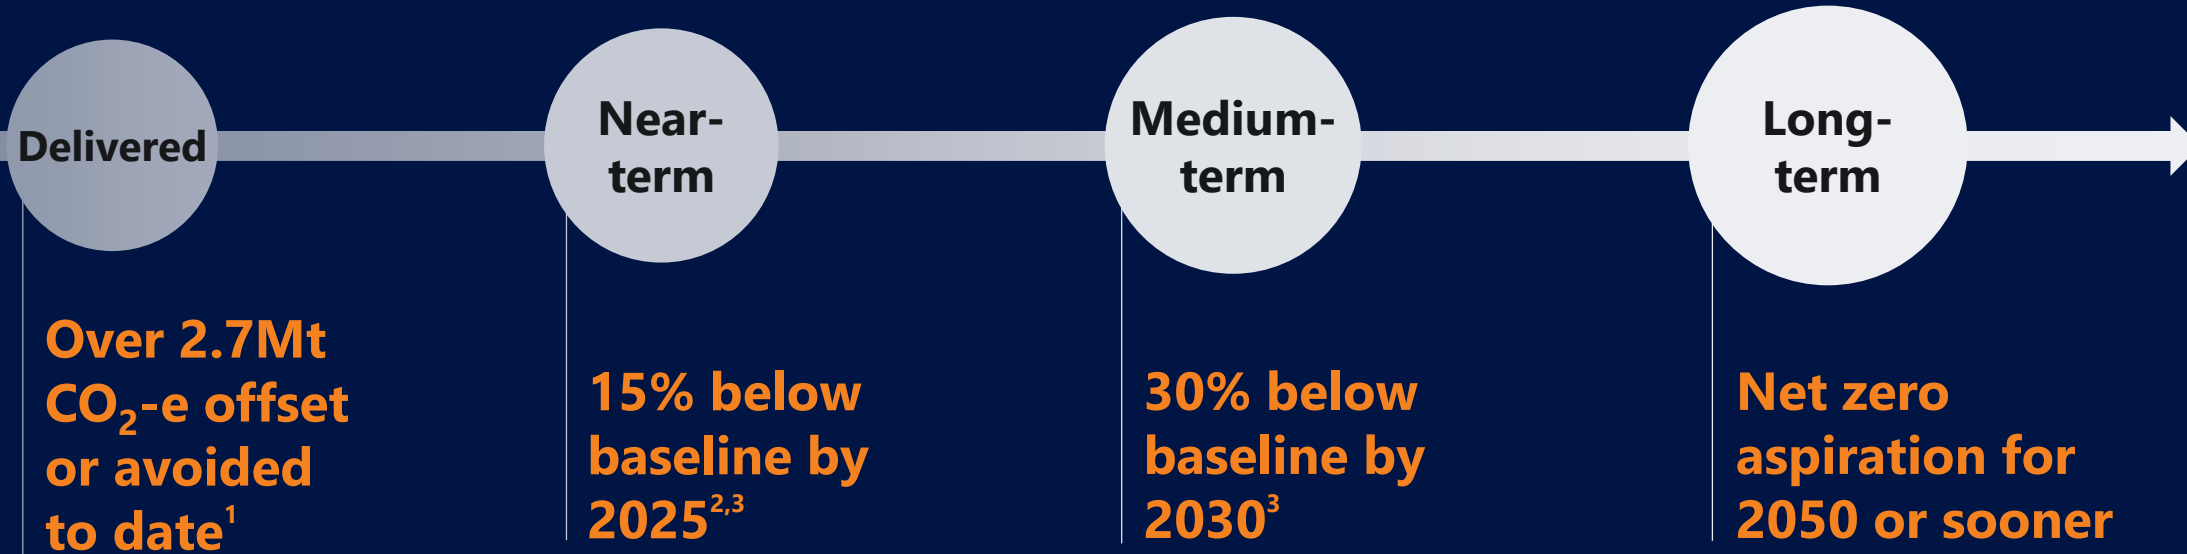 Delivered
Near-
term
Medium-
term
Long-
term
Over 2.7Mt
CO₂-e offset
or avoided
to date¹
15% below
baseline by
2025²,³
30% below
baseline by
2030³
Net zero
aspiration for
2050 or sooner